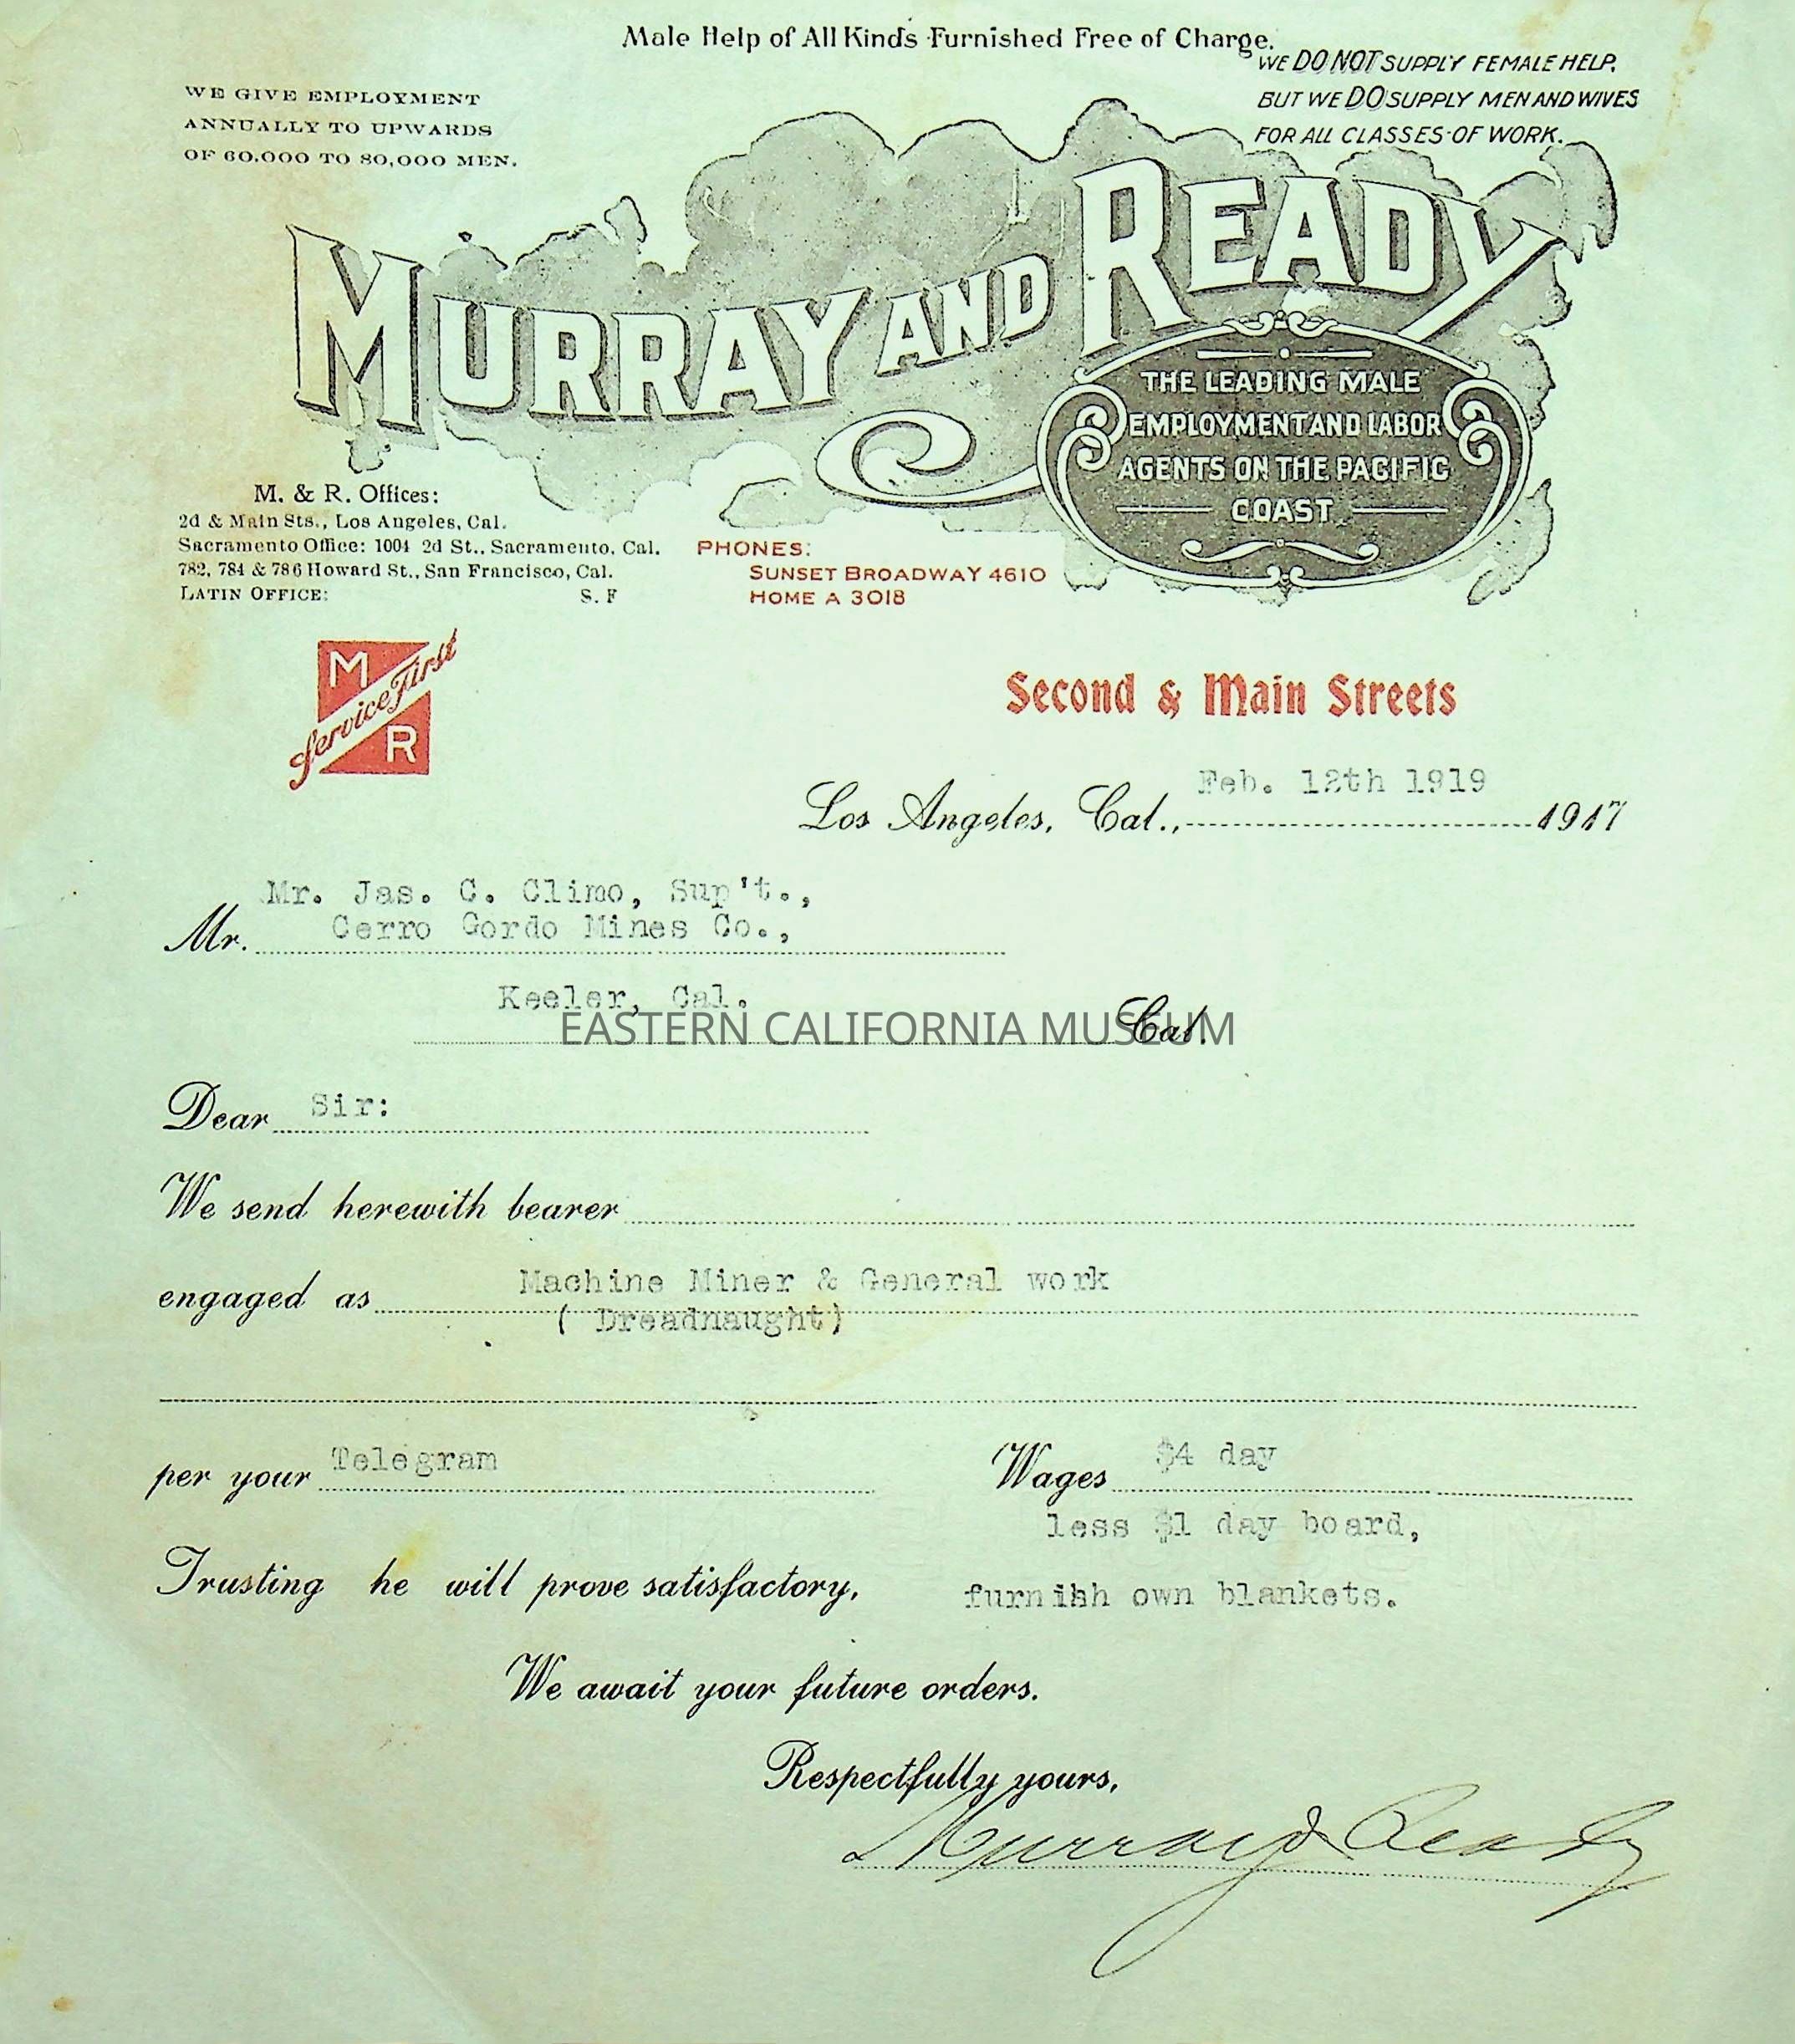 Male Help of All Kinds Furnished Free of Charge.
WE GIVE EMPLOYMENT
ANNUALLY TO UPWARDS
OF 60,000 TO 80,000 MEN.
WE DO NOT SUPPLY FEMALE HELP,
BUT WE DO SUPPLY MEN AND WIVES
FOR ALL CLASSES OF WORK.
MURRAY AND READY
THE LEADING MALE
EMPLOYMENT AND LABOR
AGENTS ON THE PACIFIC
COAST
M. & R. Offices:
2d & Main Sts., Los Angeles, Cal.
Sacramento Office: 1004 2d St., Sacramento, Cal.
782, 784 & 786 Howard St., San Francisco, Cal.
LATIN OFFICE: S. F
PHONES:
SUNSET BROADWAY 4610
HOME A 3018
M
Service First
R
Second & Main Streets
Feb. 12th 1919
Los Angeles, Cal., 1917
Mr. Jas. C. Climo, Sup't.,
Mr. Cerro Gordo Mines Co.,
Keeler, Cal.
Cal.
EASTERN CALIFORNIA MUSEUM
Dear Sir:
We send herewith bearer
engaged as Machine Miner & General work
( Dreadnaught)
per your Telegram Wages $4 day
less $1 day board,
Trusting he will prove satisfactory, furnihh own blankets.
We await your future orders.
Respectfully yours,
Murray & Ready